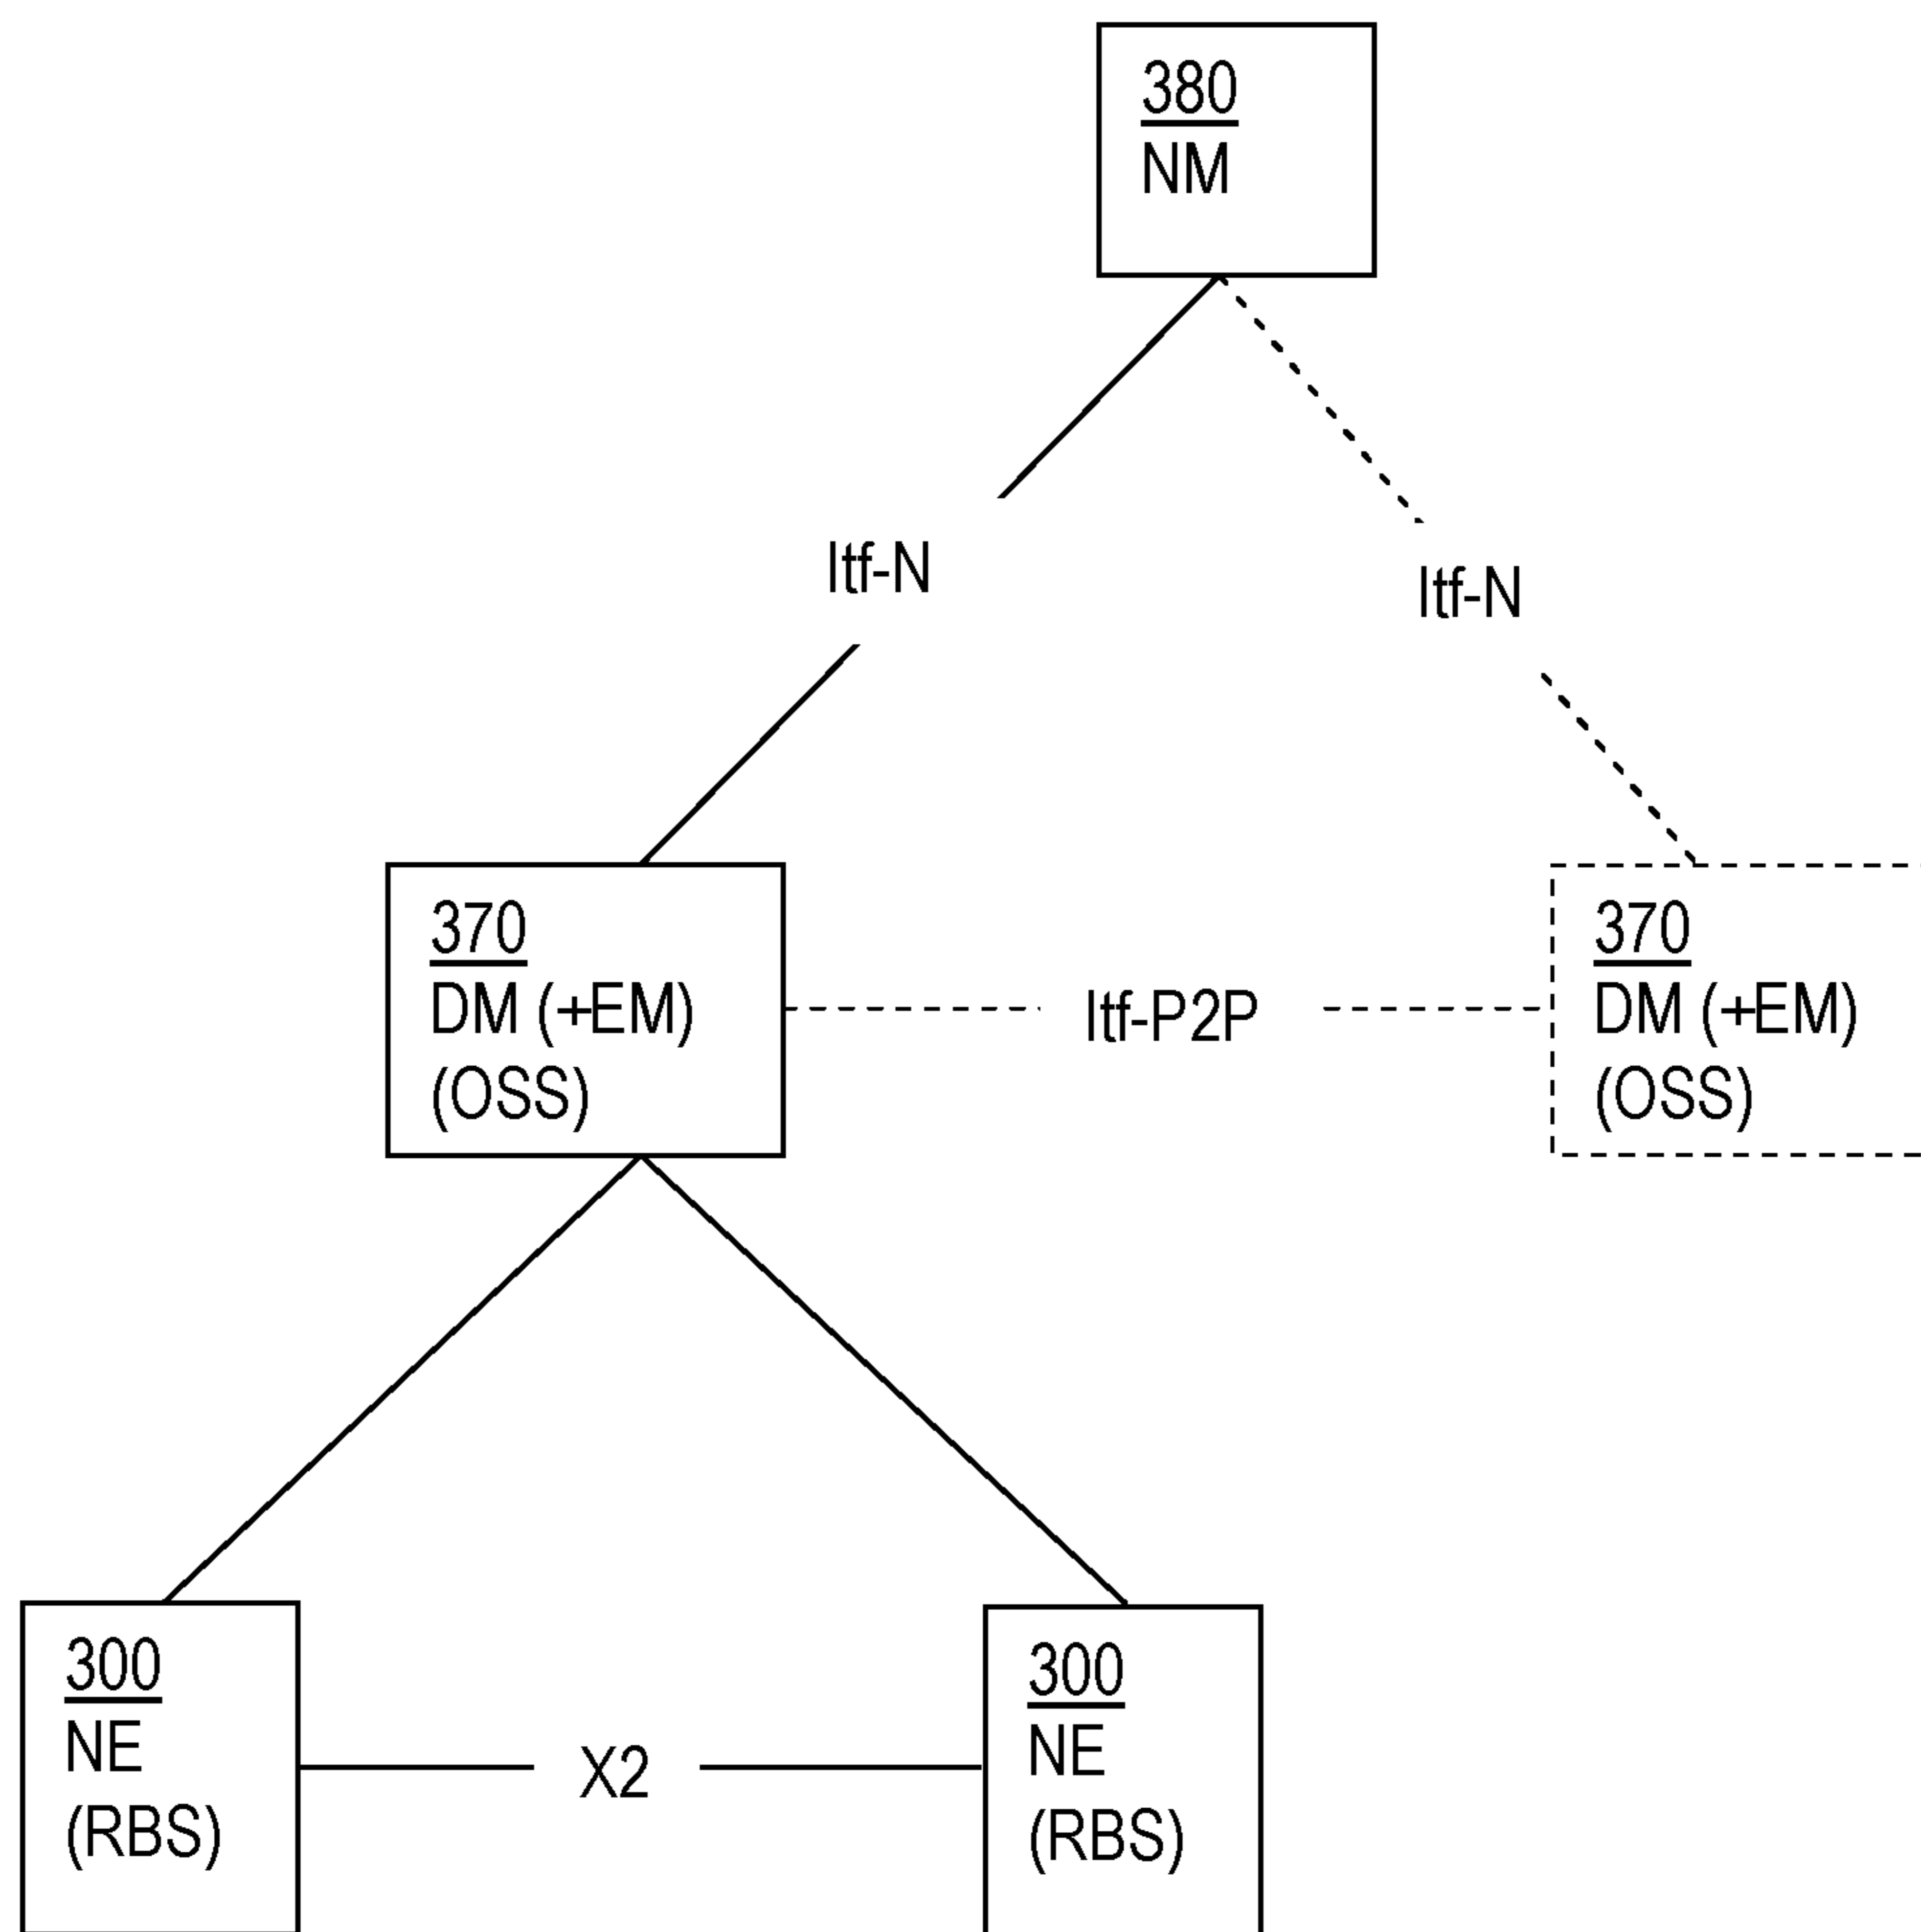 380
NM
Itf-N
Itf-N
370
DM (+EM)
(OSS)
Itf-P2P
370
DM (+EM)
(OSS)
300
NE
(RBS)
X2
300
NE
(RBS)